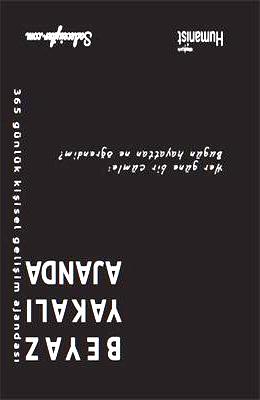 BEYAZ
YAKALI
AJANDA
365 günlük kişisel gelişim ajandası
Her güne bir cümle:
Bugün hayattan ne öğrendim?
Humanist